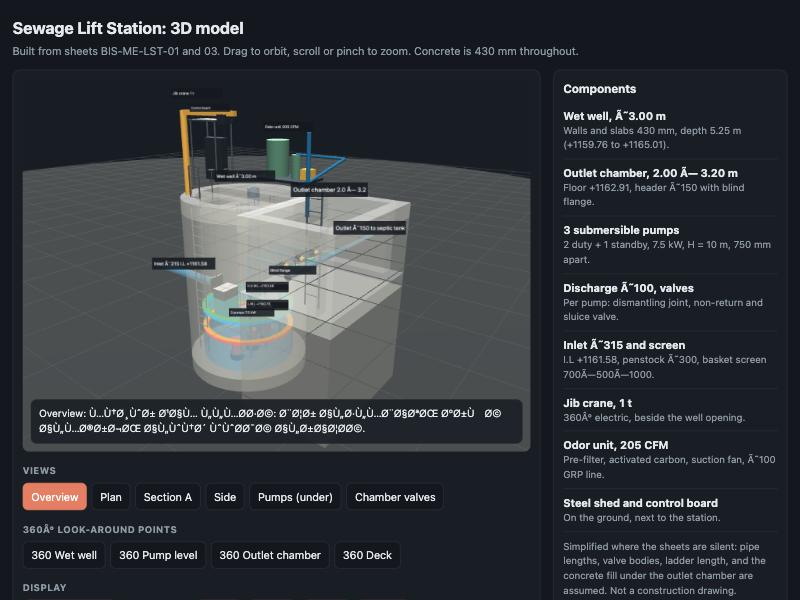 Sewage Lift Station: 3D model
Built from sheets BIS-ME-LST-01 and 03. Drag to orbit, scroll or pinch to zoom. Concrete is 430 mm throughout.
Jib crane 1 t
Control board
Odor unit, 205 CFM
Wet well Ã˜3.00 m
Outlet chamber 2.0 Ã— 3.2
Outlet Ã˜150 to septic tank
Inlet Ã˜315 I.L +1161.58
Blind flange
Overview:
VIEWS
Overview
Plan
Section A
Side
Pumps (under)
Chamber valves
360Âº LOOK-AROUND POINTS
360 Wet well
360 Pump level
360 Outlet chamber
360 Deck
DISPLAY
Components
Wet well, Ã˜3.00 m
Walls and slabs 430 mm, depth 5.25 m
(+1159.76 to +1165.01).
Outlet chamber, 2.00 Ã— 3.20 m
Floor +1162.91, header Ã˜150 with blind
flange.
3 submersible pumps
2 duty + 1 standby, 7.5 kW, H = 10 m, 750 mm
apart.
Discharge Ã˜100, valves
Per pump: dismantling joint, non-return and
sluice valve.
Inlet Ã˜315 and screen
I.L +1161.58, penstock Ã˜300, basket screen
700Ã—500Ã—1000.
Jib crane, 1 t
360Âº electric, beside the well opening.
Odor unit, 205 CFM
Pre-filter, activated carbon, suction fan, Ã˜100
GRP line.
Steel shed and control board
On the ground, next to the station.
Simplified where the sheets are silent: pipe
lengths, valve bodies, ladder length, and the
concrete fill under the outlet chamber are
assumed. Not a construction drawing.